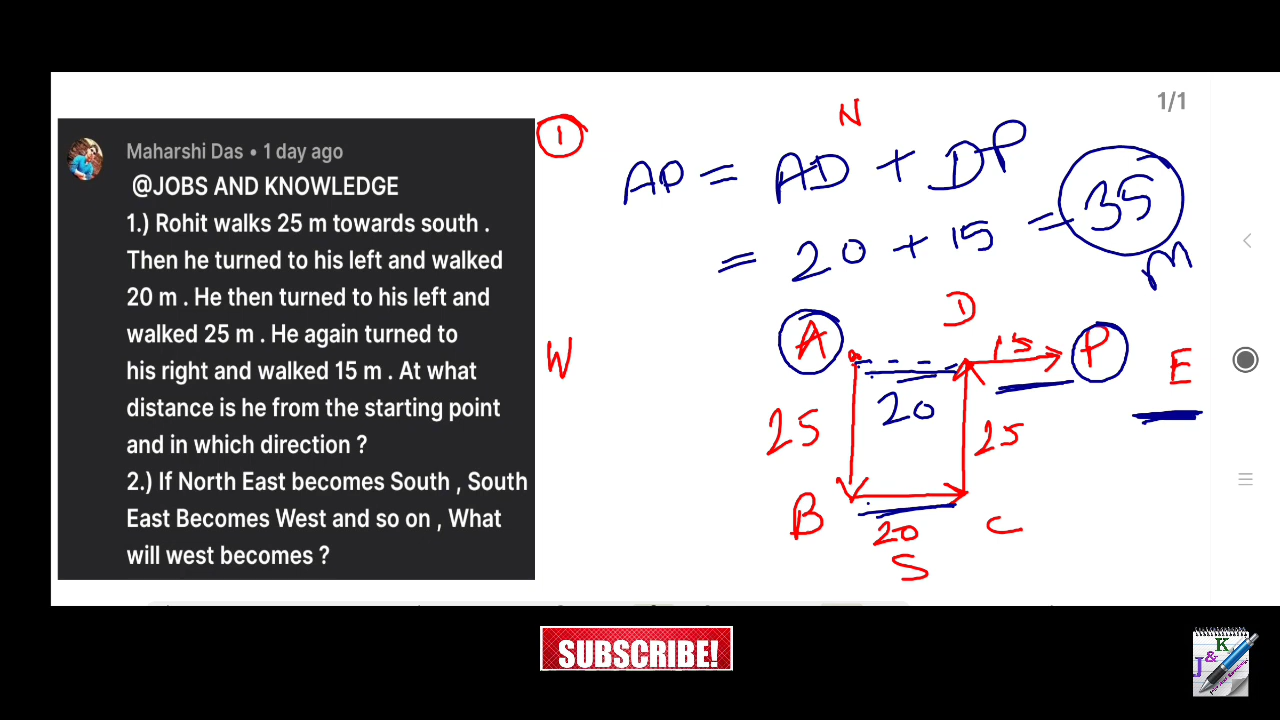 Maharshi Das • 1 day ago
@JOBS AND KNOWLEDGE
1.) Rohit walks 25 m towards south .
Then he turned to his left and walked
20 m . He then turned to his left and
walked 25 m . He again turned to
his right and walked 15 m . At what
distance is he from the starting point
and in which direction ?
2.) If North East becomes South , South
East Becomes West and so on , What
will west becomes ?
1
1/1
N
AP = AD + DP
= 20 + 15 = 35 m
D
A
15
P
W
E
20
25
25
B
20
C
S
SUBSCRIBE!
J&K